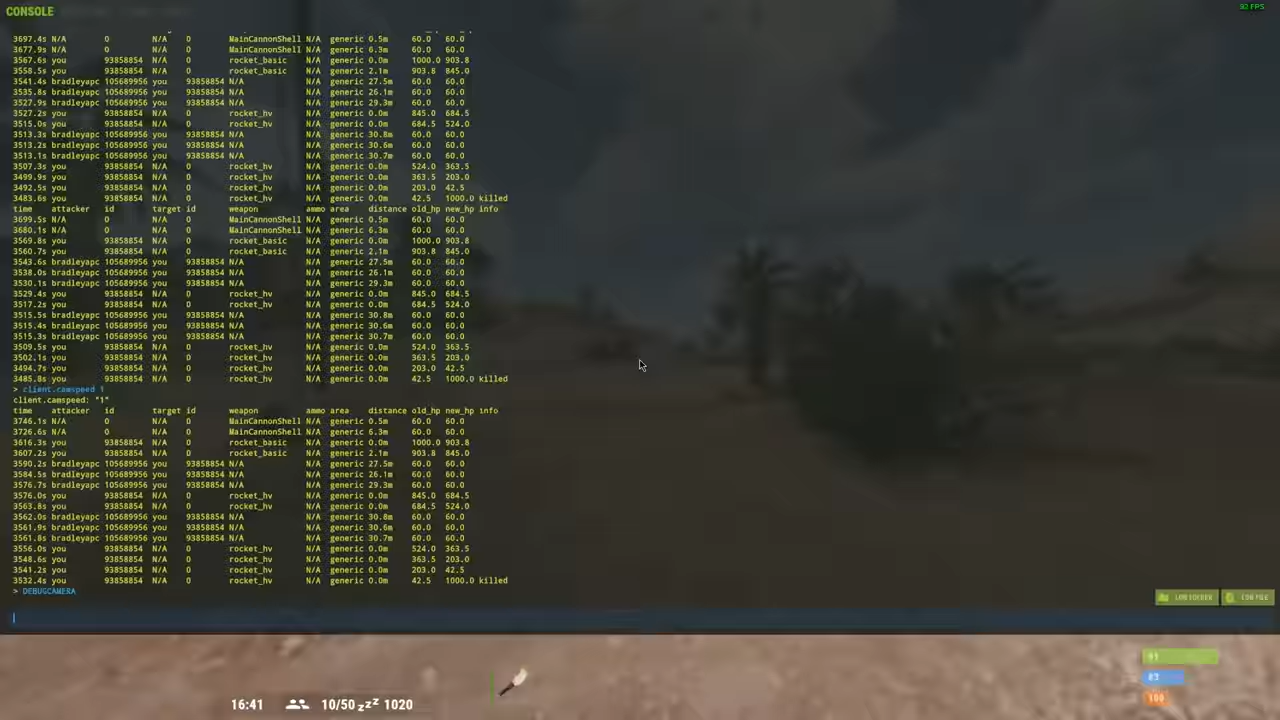 CONSOLE
92 FPS
3697.4s N/A 0 N/A 0 MainCannonShell N/A generic 0.5m 60.0 60.0
3677.9s N/A 0 N/A 0 MainCannonShell N/A generic 6.3m 60.0 60.0
3567.6s you 93858854 N/A 0 rocket_basic N/A generic 0.0m 1000.0 903.8
3558.5s you 93858854 N/A 0 rocket_basic N/A generic 2.1m 903.8 845.0
3541.4s bradleyapc 105689956 you 93858854 N/A N/A generic 27.5m 60.0 60.0
3535.8s bradleyapc 105689956 you 93858854 N/A N/A generic 26.1m 60.0 60.0
3527.9s bradleyapc 105689956 you 93858854 N/A N/A generic 29.3m 60.0 60.0
3527.2s you 93858854 N/A 0 rocket_hv N/A generic 0.0m 845.0 684.5
3515.0s you 93858854 N/A 0 rocket_hv N/A generic 0.0m 684.5 524.0
3513.3s bradleyapc 105689956 you 93858854 N/A N/A generic 30.8m 60.0 60.0
3513.2s bradleyapc 105689956 you 93858854 N/A N/A generic 30.6m 60.0 60.0
3513.1s bradleyapc 105689956 you 93858854 N/A N/A generic 30.7m 60.0 60.0
3507.3s you 93858854 N/A 0 rocket_hv N/A generic 0.0m 524.0 363.5
3499.9s you 93858854 N/A 0 rocket_hv N/A generic 0.0m 363.5 203.0
3492.5s you 93858854 N/A 0 rocket_hv N/A generic 0.0m 203.0 42.5
3483.6s you 93858854 N/A 0 rocket_hv N/A generic 0.0m 42.5 1000.0 killed
time attacker id target id weapon ammo area distance old_hp new_hp info
3699.5s N/A 0 N/A 0 MainCannonShell N/A generic 0.5m 60.0 60.0
3680.1s N/A 0 N/A 0 MainCannonShell N/A generic 6.3m 60.0 60.0
3569.8s you 93858854 N/A 0 rocket_basic N/A generic 0.0m 1000.0 903.8
3560.7s you 93858854 N/A 0 rocket_basic N/A generic 2.1m 903.8 845.0
3543.6s bradleyapc 105689956 you 93858854 N/A N/A generic 27.5m 60.0 60.0
3538.0s bradleyapc 105689956 you 93858854 N/A N/A generic 26.1m 60.0 60.0
3530.1s bradleyapc 105689956 you 93858854 N/A N/A generic 29.3m 60.0 60.0
3529.4s you 93858854 N/A 0 rocket_hv N/A generic 0.0m 845.0 684.5
3517.2s you 93858854 N/A 0 rocket_hv N/A generic 0.0m 684.5 524.0
3515.5s bradleyapc 105689956 you 93858854 N/A N/A generic 30.8m 60.0 60.0
3515.4s bradleyapc 105689956 you 93858854 N/A N/A generic 30.6m 60.0 60.0
3515.3s bradleyapc 105689956 you 93858854 N/A N/A generic 30.7m 60.0 60.0
3509.5s you 93858854 N/A 0 rocket_hv N/A generic 0.0m 524.0 363.5
3502.1s you 93858854 N/A 0 rocket_hv N/A generic 0.0m 363.5 203.0
3494.7s you 93858854 N/A 0 rocket_hv N/A generic 0.0m 203.0 42.5
3485.8s you 93858854 N/A 0 rocket_hv N/A generic 0.0m 42.5 1000.0 killed
> client.camspeed 1
client.camspeed: "1"
time attacker id target id weapon ammo area distance old_hp new_hp info
3746.1s N/A 0 N/A 0 MainCannonShell N/A generic 0.5m 60.0 60.0
3726.6s N/A 0 N/A 0 MainCannonShell N/A generic 6.3m 60.0 60.0
3616.3s you 93858854 N/A 0 rocket_basic N/A generic 0.0m 1000.0 903.8
3607.2s you 93858854 N/A 0 rocket_basic N/A generic 2.1m 903.8 845.0
3590.2s bradleyapc 105689956 you 93858854 N/A N/A generic 27.5m 60.0 60.0
3584.5s bradleyapc 105689956 you 93858854 N/A N/A generic 26.1m 60.0 60.0
3576.7s bradleyapc 105689956 you 93858854 N/A N/A generic 29.3m 60.0 60.0
3576.0s you 93858854 N/A 0 rocket_hv N/A generic 0.0m 845.0 684.5
3563.8s you 93858854 N/A 0 rocket_hv N/A generic 0.0m 684.5 524.0
3562.0s bradleyapc 105689956 you 93858854 N/A N/A generic 30.8m 60.0 60.0
3561.9s bradleyapc 105689956 you 93858854 N/A N/A generic 30.6m 60.0 60.0
3561.8s bradleyapc 105689956 you 93858854 N/A N/A generic 30.7m 60.0 60.0
3556.0s you 93858854 N/A 0 rocket_hv N/A generic 0.0m 524.0 363.5
3548.6s you 93858854 N/A 0 rocket_hv N/A generic 0.0m 363.5 203.0
3541.2s you 93858854 N/A 0 rocket_hv N/A generic 0.0m 203.0 42.5
3532.4s you 93858854 N/A 0 rocket_hv N/A generic 0.0m 42.5 1000.0 killed
> DEBUGCAMERA
91
83
100
16:41 10/50 zzZ 1020